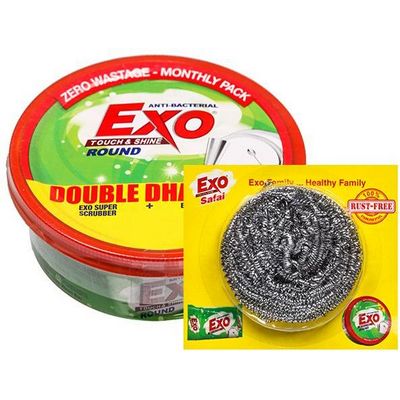 ZERO WASTAGE - MONTHLY PACK
ANTI-BACTERIAL
EXO
TOUCH & SHINE
ROUND
DOUBLE DHA
EXO SUPER
SCRUBBER
+
Exo
Safai
Exo Family ... Healthy Family
100%
RUST-FREE
EXO
EXO